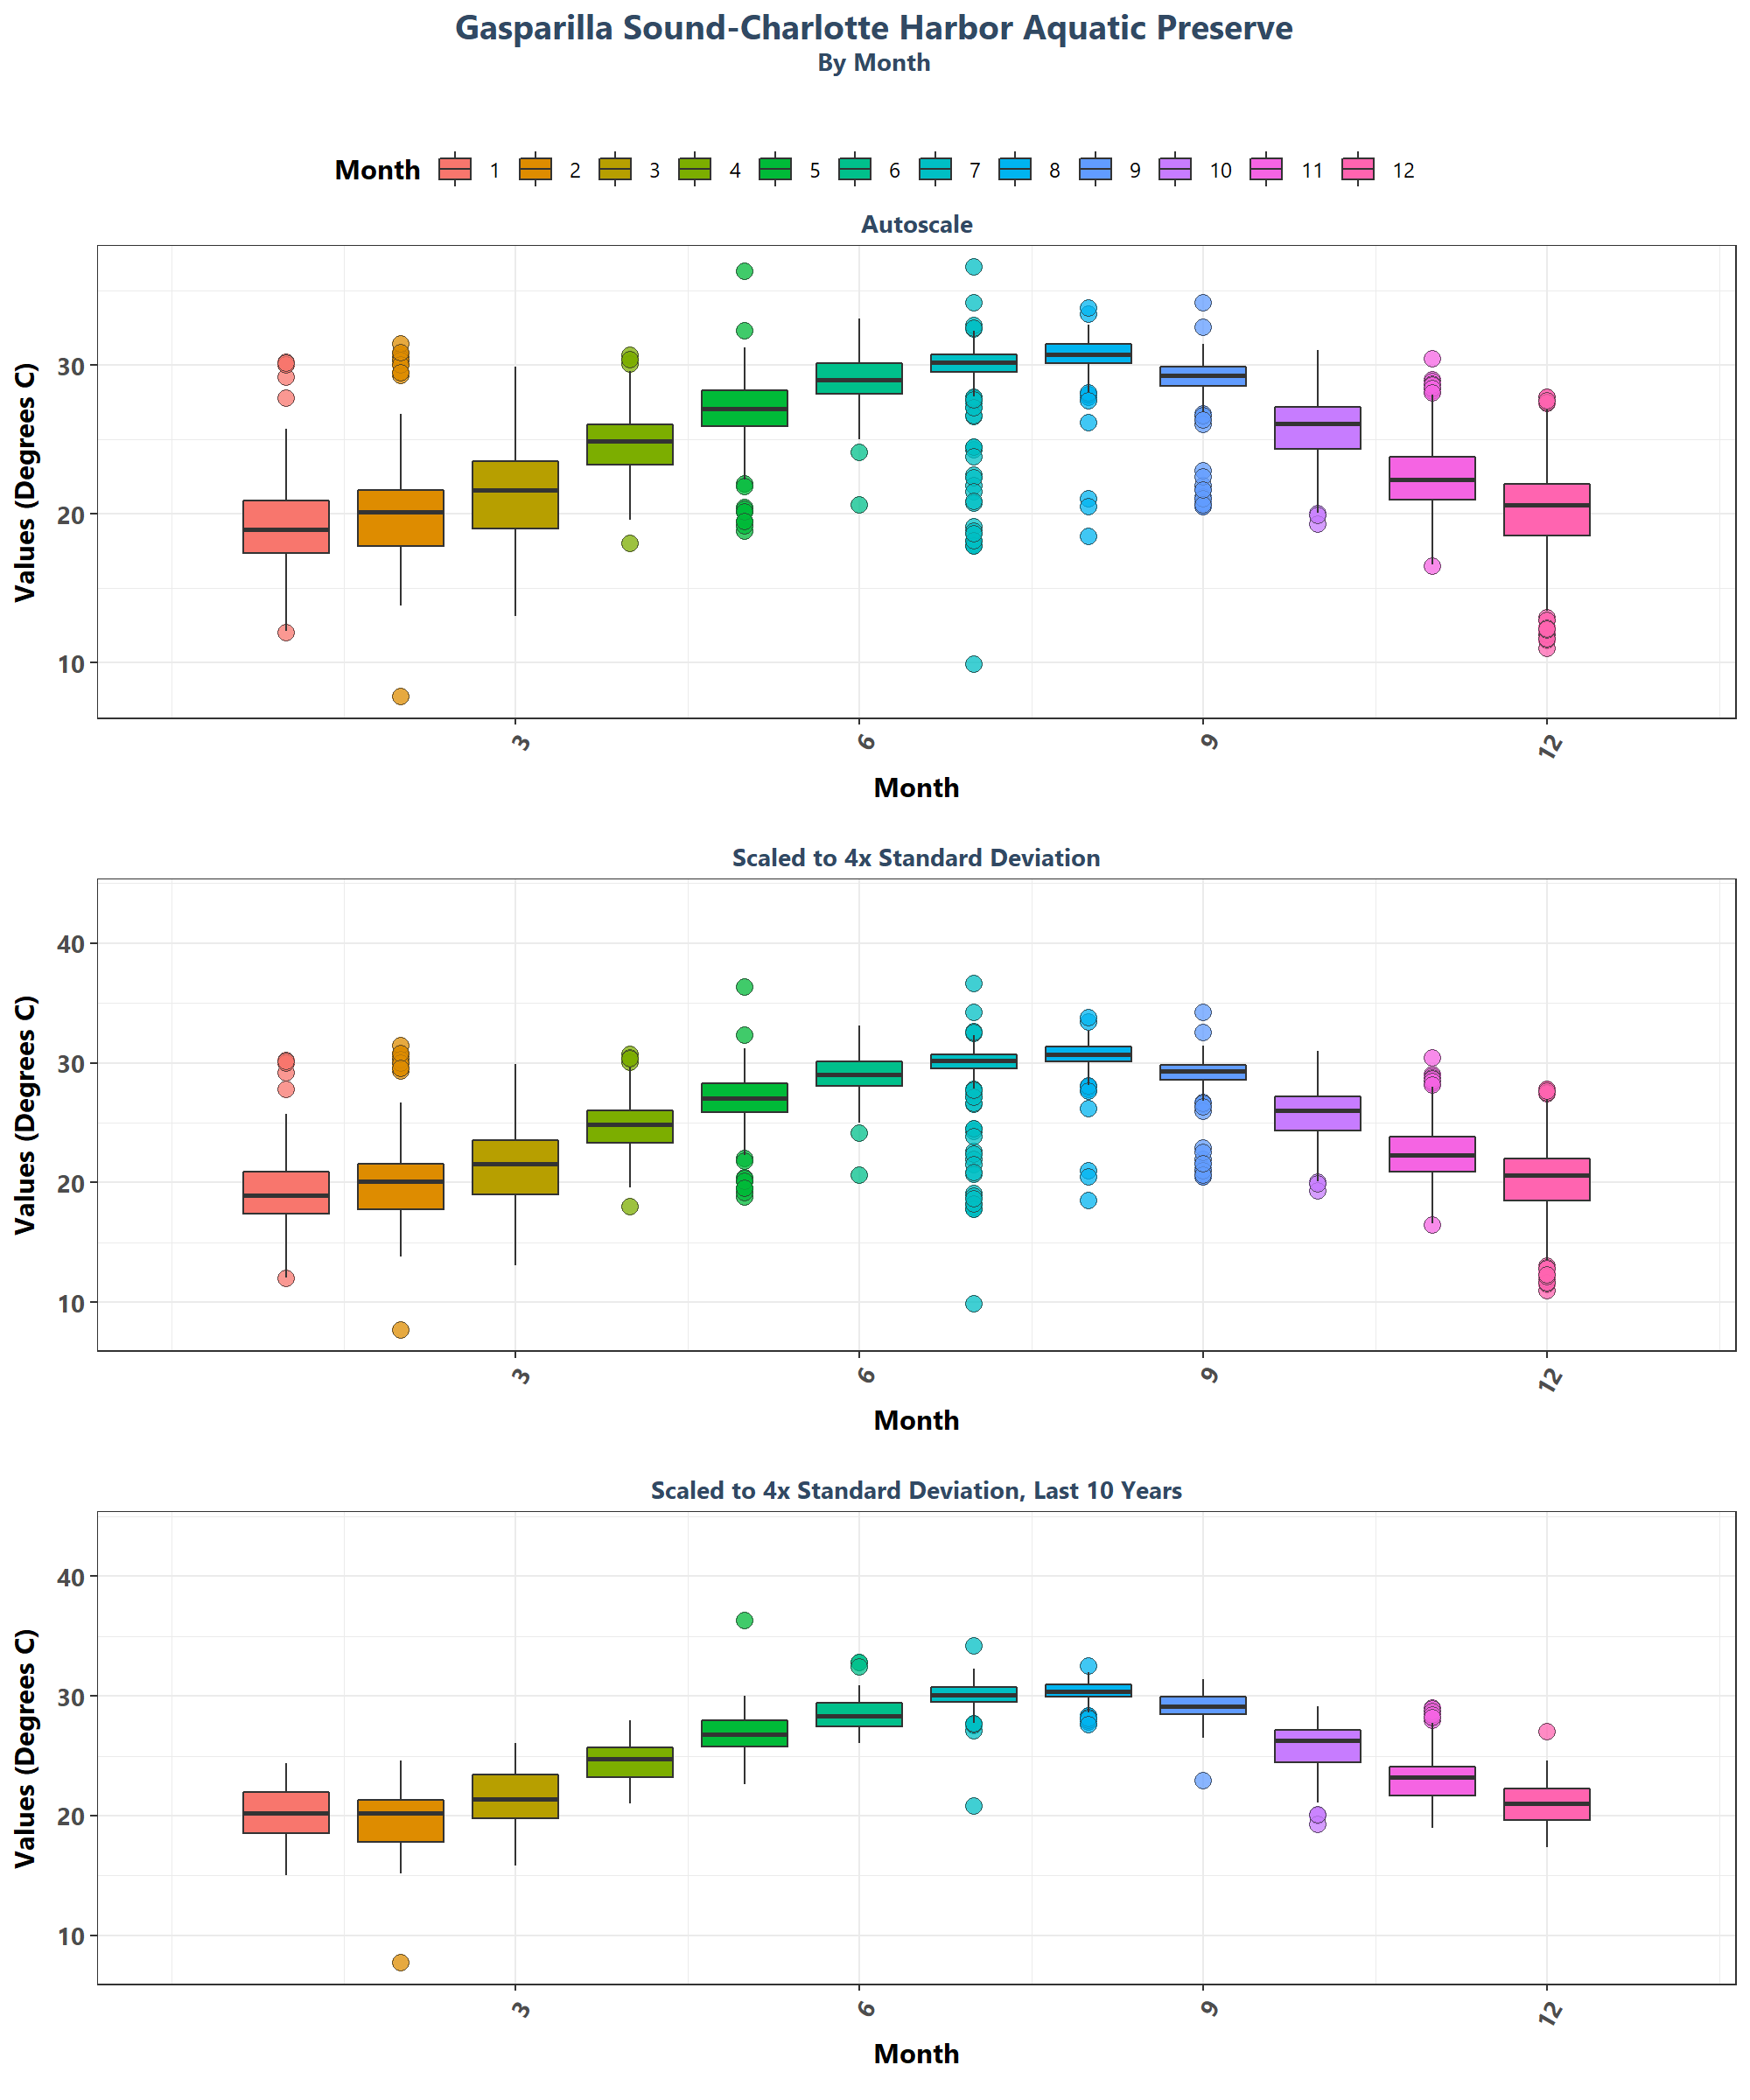 Gasparilla Sound-Charlotte Harbor Aquatic Preserve
By Month
Month 1 2 3 4 5 6 7 8 9 10 11 12
Autoscale
Values (Degrees C)
30
20
10
3 6 9 12
Month
Scaled to 4x Standard Deviation
Values (Degrees C)
40
30
20
10
3 6 9 12
Month
Scaled to 4x Standard Deviation, Last 10 Years
Values (Degrees C)
40
30
20
10
3 6 9 12
Month